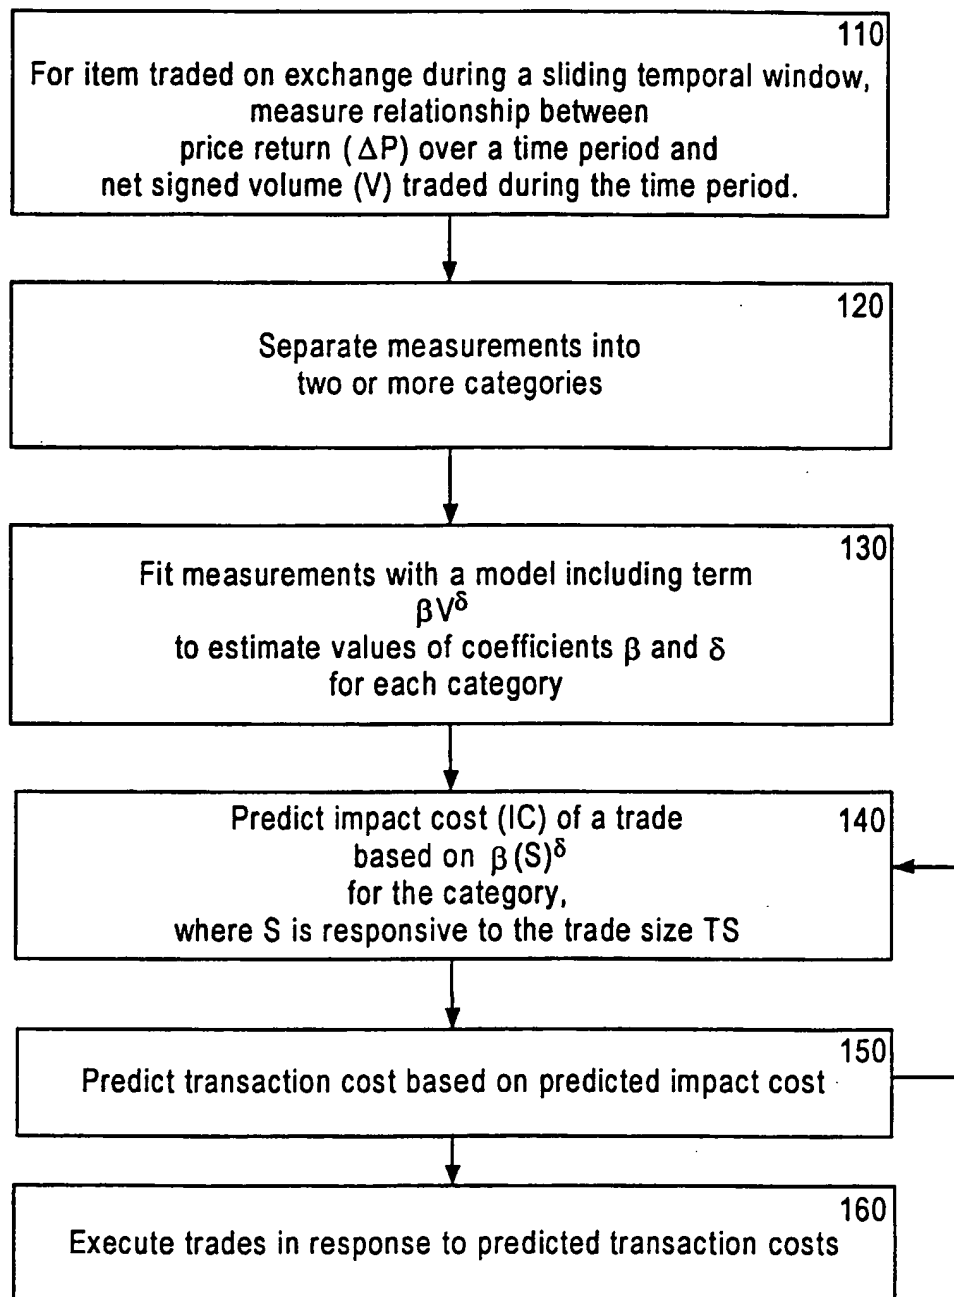 110
For item traded on exchange during a sliding temporal window,
measure relationship between
price return (ΔP) over a time period and
net signed volume (V) traded during the time period.
120
Separate measurements into
two or more categories
130
Fit measurements with a model including term
βV^δ
to estimate values of coefficients β and δ
for each category
140
Predict impact cost (IC) of a trade
based on β(S)^δ
for the category,
where S is responsive to the trade size TS
150
Predict transaction cost based on predicted impact cost
160
Execute trades in response to predicted transaction costs